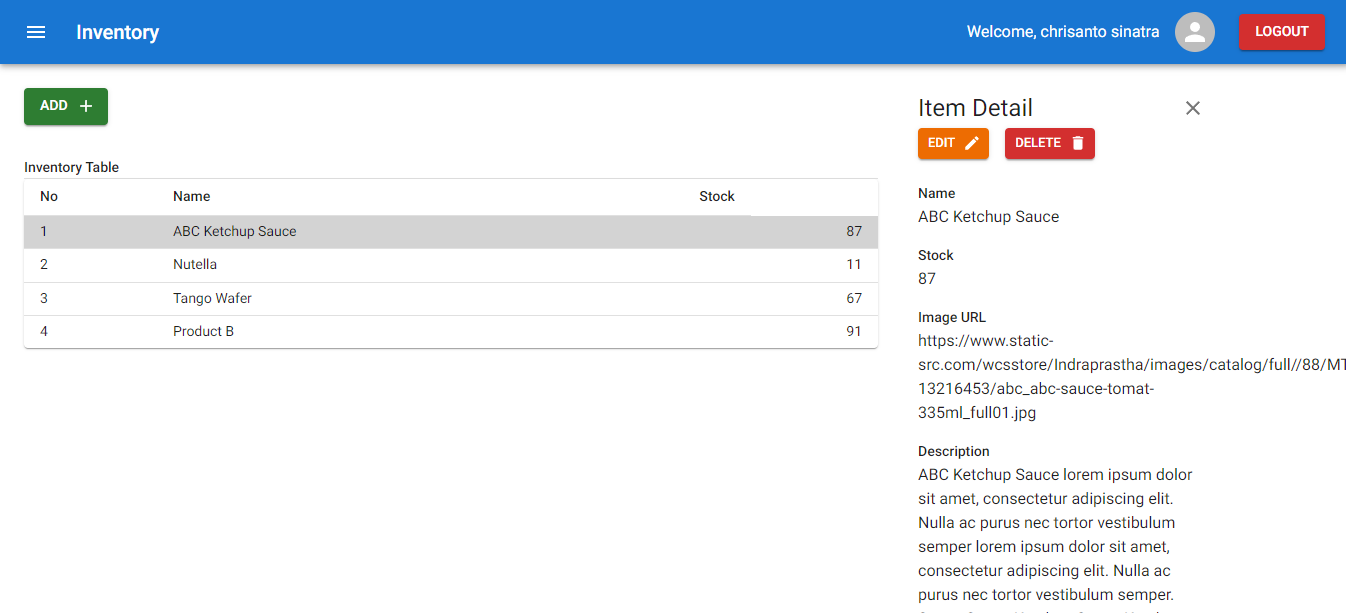 Inventory
Welcome, chrisanto sinatra
LOGOUT
ADD
Inventory Table
No Name Stock
1 ABC Ketchup Sauce 87
2 Nutella 11
3 Tango Wafer 67
4 Product B 91
Item Detail
EDIT DELETE
Name
ABC Ketchup Sauce
Stock
87
Image URL
https://www.static-
src.com/wcsstore/Indraprastha/images/catalog/full//88/MT
13216453/abc_abc-sauce-tomat-
335ml_full01.jpg
Description
ABC Ketchup Sauce lorem ipsum dolor
sit amet, consectetur adipiscing elit.
Nulla ac purus nec tortor vestibulum
semper lorem ipsum dolor sit amet,
consectetur adipiscing elit. Nulla ac
purus nec tortor vestibulum semper.